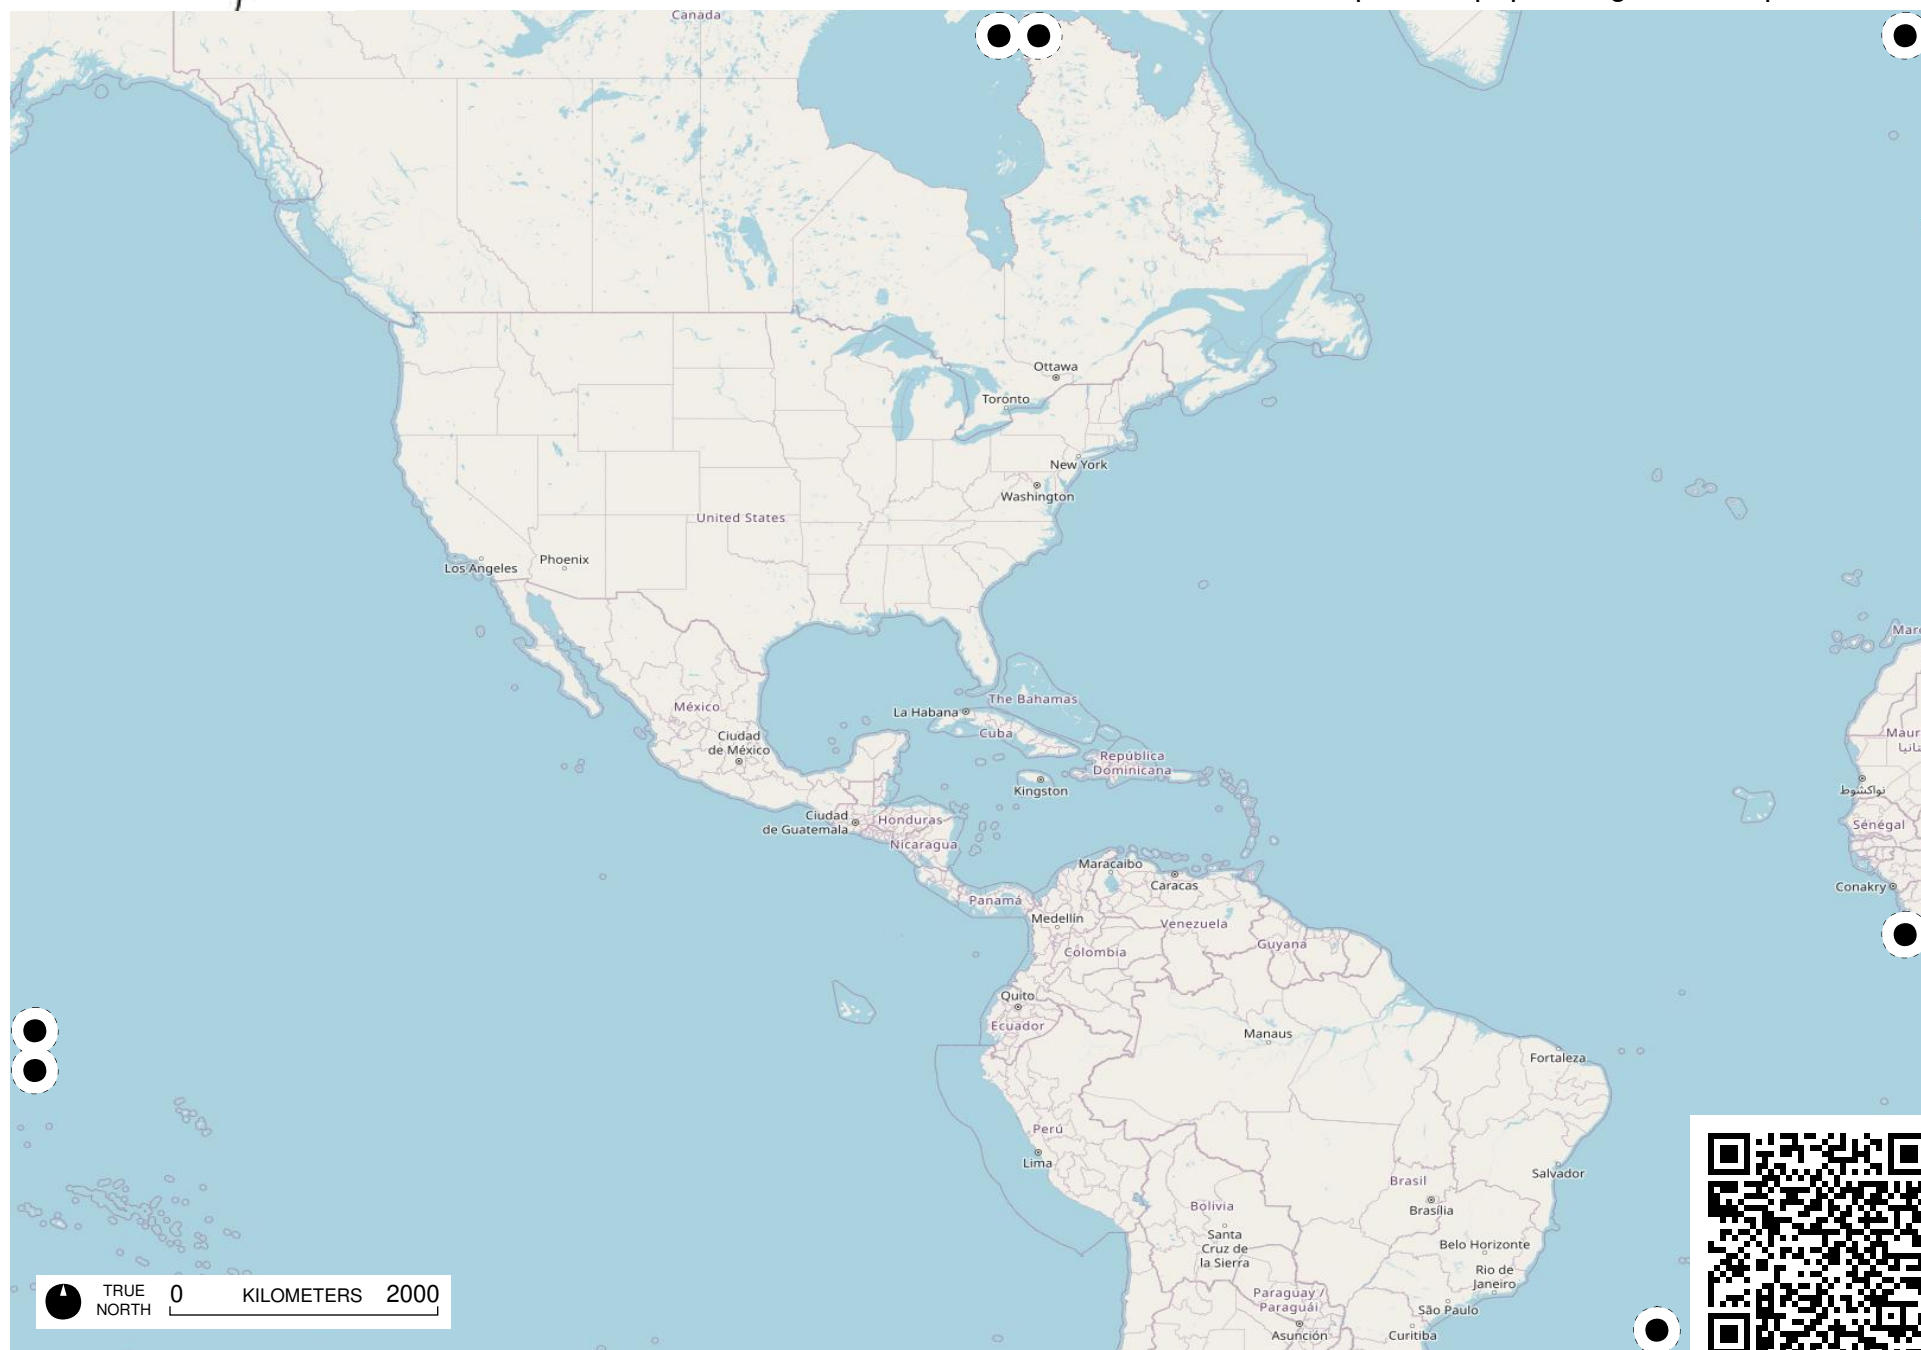 Canada
Ottawa
Toronto
New York
Washington
United States
Phoenix
Los Angeles
México
Ciudad
de México
La Habana
The Bahamas
Cuba
República
Dominicana
Kingston
نواكشوط
Ciudad
de Guatemala
Honduras
Nicaragua
Sénégal
Maracaibo
Caracas
Conakry
Panamá
Medellín
Venezuela
Colombia
Guyana
Quito
Ecuador
Manaus
Fortaleza
Perú
Lima
Salvador
Brasil
Bolivia
Brasília
Santa
Cruz de
la Sierra
Belo Horizonte
Rio de
Janeiro
Paraguay /
Paraguái
São Paulo
Asunción
Curitiba
TRUE
NORTH
0 KILOMETERS 2000